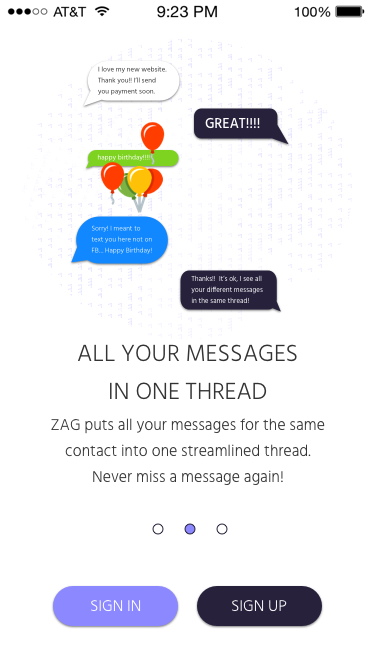 AT&T 9:23 PM 100%
I love my new website.
Thank you!! I'll send
you payment soon.
GREAT!!!!
happy birthday!!!!
Sorry! I meant to
text you here not on
FB... Happy Birthday!
Thanks!! It's ok, I see all
your different messages
in the same thread!
ALL YOUR MESSAGES
IN ONE THREAD
ZAG puts all your messages for the same
contact into one streamlined thread.
Never miss a message again!
SIGN IN SIGN UP